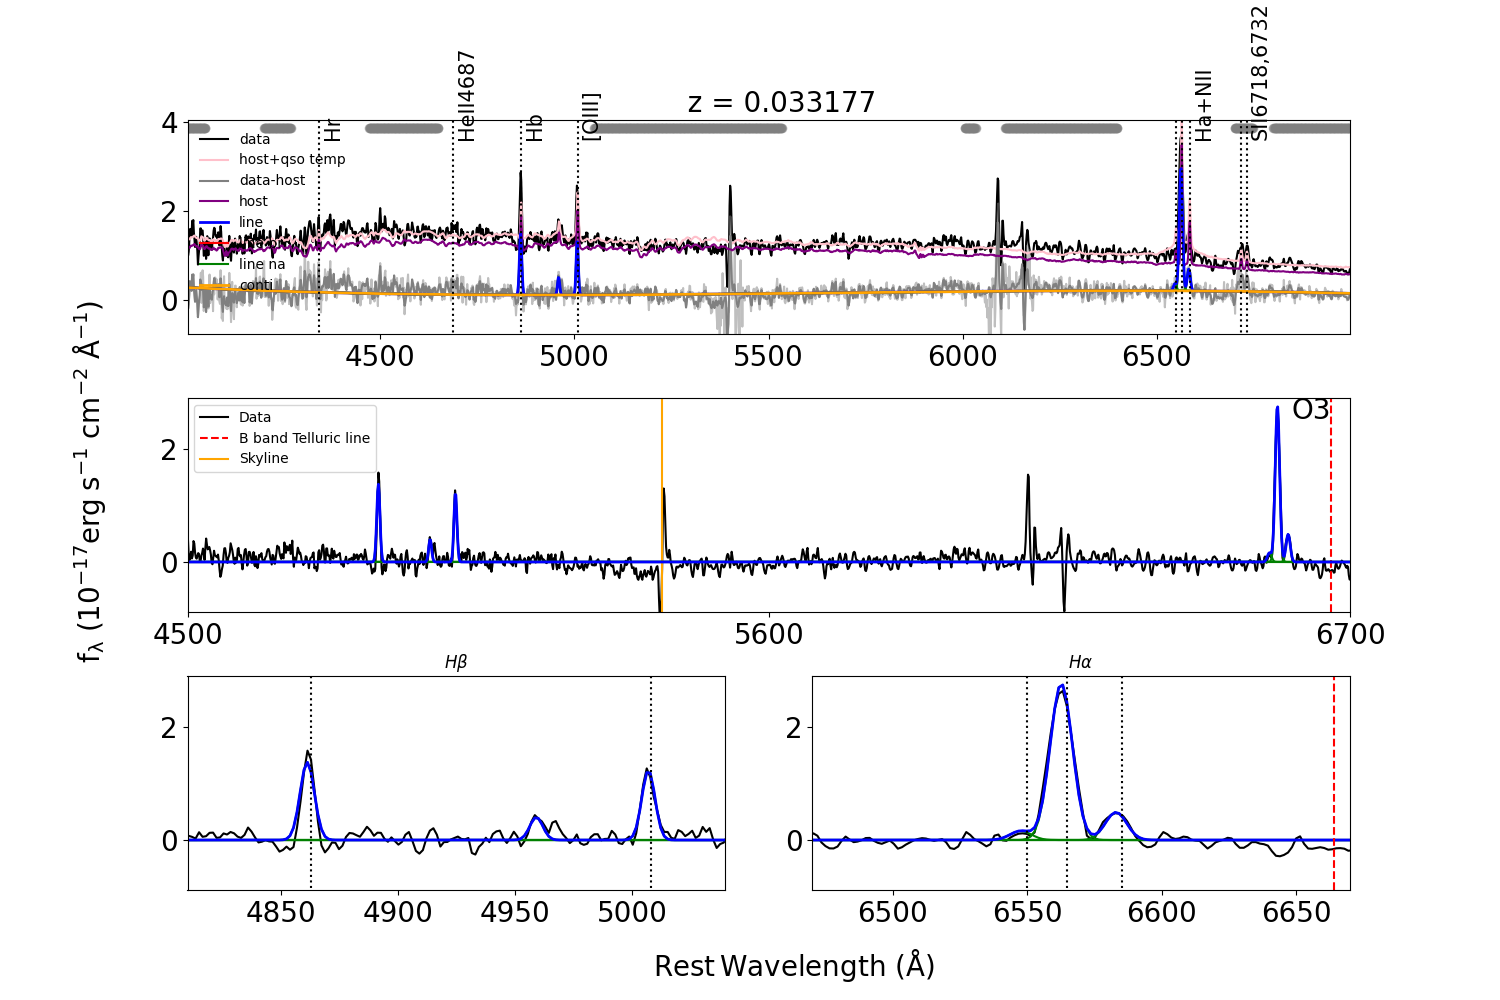 z = 0.033177
Hr
HeII4687
Hb
[OIII]
Ha+NII
SII6718,6732
4
2
0
data
host+qso temp
data-host
host
line
line na
conti
4500
5000
5500
6000
6500
fλ (10−17erg s−1 cm−2 Å−1)
Data
B band Telluric line
Skyline
O3
2
0
4500
5600
6700
Hβ
2
0
4850
4900
4950
5000
Hα
2
0
6500
6550
6600
6650
Rest Wavelength (Å)